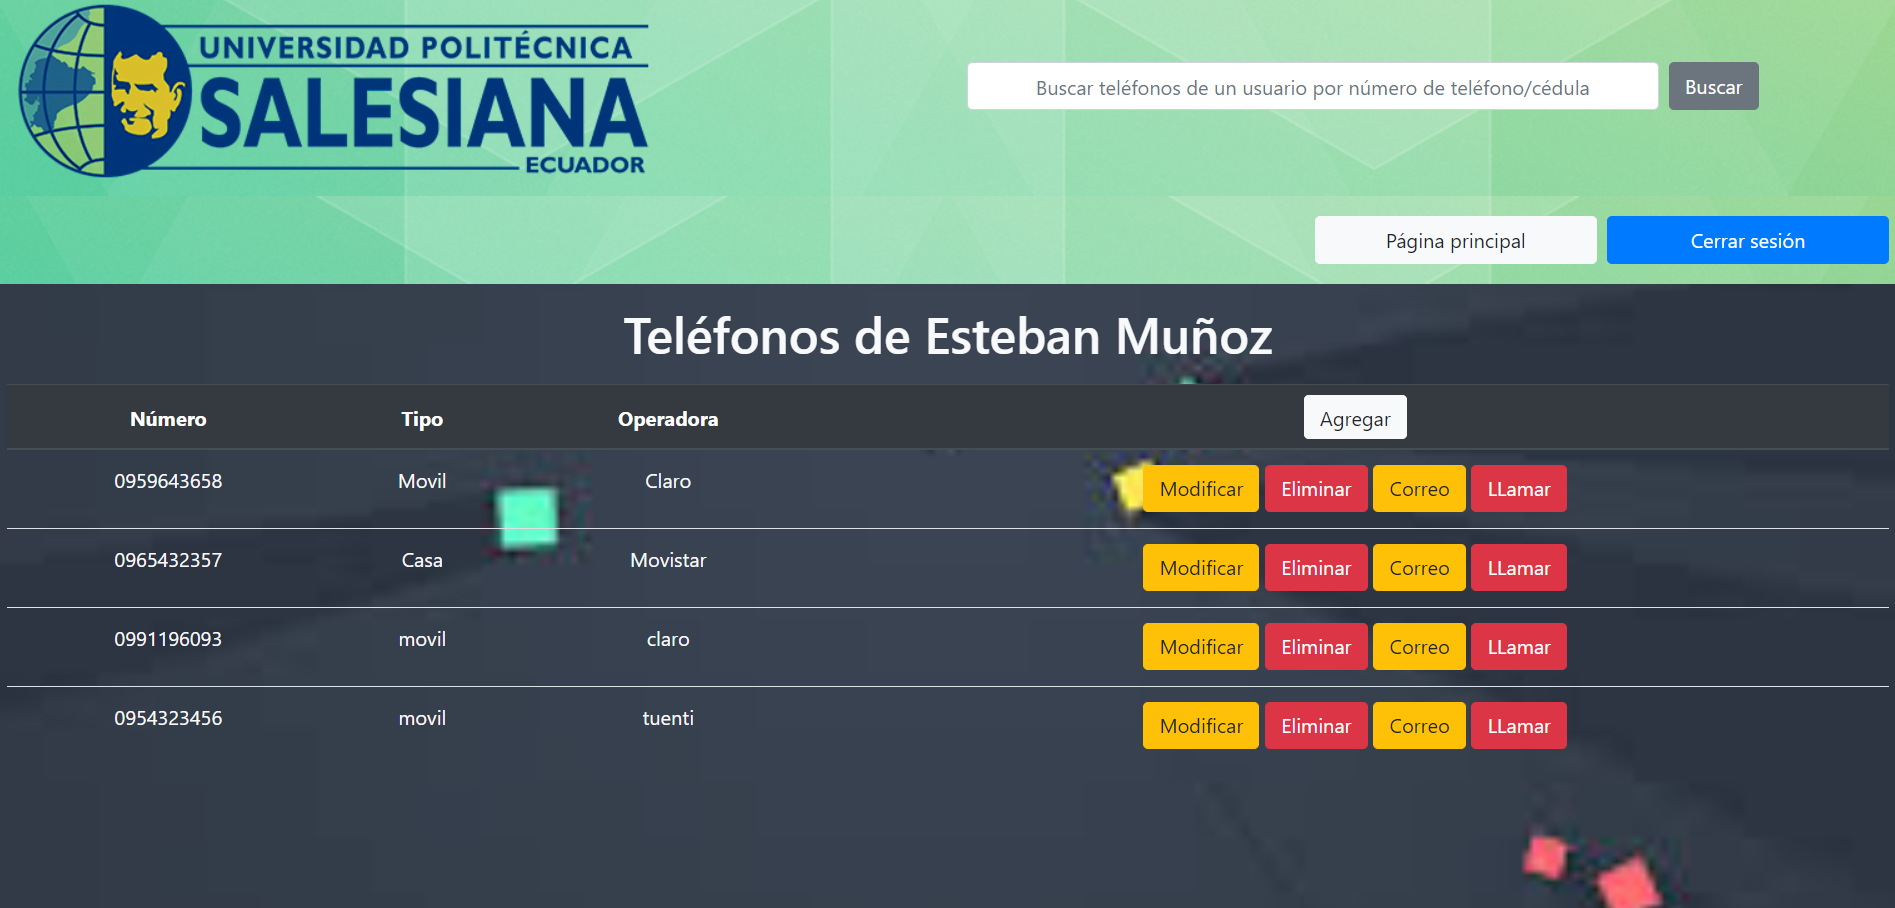 UNIVERSIDAD POLITÉCNICA
SALESIANA
ECUADOR
Buscar teléfonos de un usuario por número de teléfono/cédula Buscar
Página principal Cerrar sesión
Teléfonos de Esteban Muñoz
Número Tipo Operadora Agregar
0959643658 Movil Claro Modificar Eliminar Correo LLamar
0965432357 Casa Movistar Modificar Eliminar Correo LLamar
0991196093 movil claro Modificar Eliminar Correo LLamar
0954323456 movil tuenti Modificar Eliminar Correo LLamar